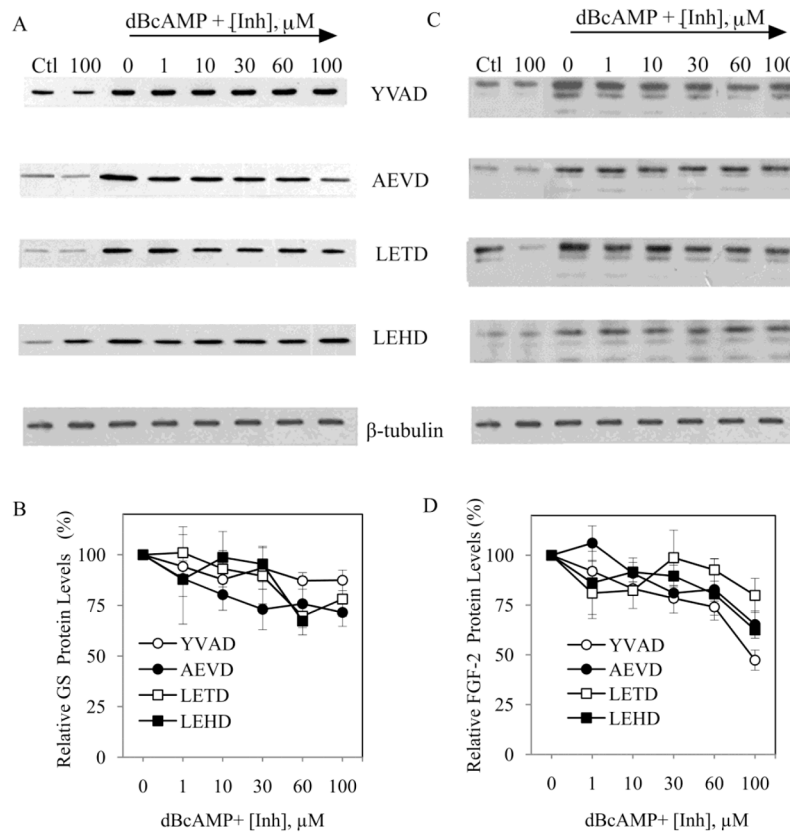 A
dBcAMP + [Inh], μM
Ctl 100 0 1 10 30 60 100
YVAD
AEVD
LETD
LEHD
β-tubulin
C
dBcAMP + [Inh], μM
Ctl 100 0 1 10 30 60 100
B
Relative GS Protein Levels (%)
100
75
50
25
0
YVAD
AEVD
LETD
LEHD
0 1 10 30 60 100
dBcAMP+ [Inh], μM
D
Relative FGF-2 Protein Levels (%)
100
75
50
25
0
YVAD
AEVD
LETD
LEHD
0 1 10 30 60 100
dBcAMP+ [Inh], μM